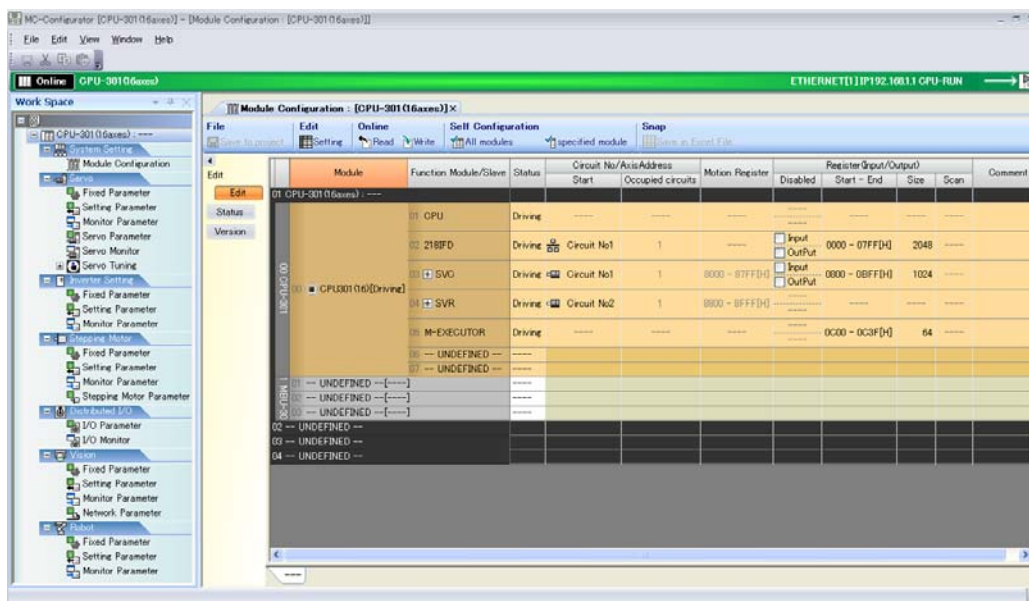 MC-Configurator [CPU-301(16axes)] - [Module Configuration : [CPU-301(16axes)]]
File Edit View Window Help
Online CPU-301(16axes) ETHERNET[1] IP192.168.1.1 CPU-RUN
Work Space
Module Configuration : [CPU-301(16axes)]
File Edit Online Self Configuration Snap
Save to project Setting Read Write All modules specified module Save in Excel File
CPU-301(16axes) : ----
System Setting
Module Configuration
Servo
Fixed Parameter
Setting Parameter
Monitor Parameter
Servo Parameter
Servo Monitor
Servo Tuning
Inverter Setting
Fixed Parameter
Setting Parameter
Monitor Parameter
Stepping Motor
Fixed Parameter
Setting Parameter
Monitor Parameter
Stepping Motor Parameter
Distributed I/O
I/O Parameter
I/O Monitor
Vision
Fixed Parameter
Setting Parameter
Monitor Parameter
Network Parameter
Robot
Fixed Parameter
Setting Parameter
Monitor Parameter
Edit
Edit
Status
Version
Module Function Module/Slave Status Circuit No/AxisAddress Motion Register Register(Input/Output) Comment
Start Occupied circuits Disabled Start - End Size Scan
01 CPU-301(16axes) : ----
00 CPU-301
00 CPU301(16)[Driving]
01 CPU Driving ---- ---- ---- ---- ---- ---- ----
02 218IFD Driving Circuit No1 1 ---- Input OutPut 0000 - 07FF[H] 2048 ----
03 SVC Driving Circuit No1 1 8000 - 87FF[H] Input OutPut 0800 - 0BFF[H] 1024 ----
04 SVR Driving Circuit No2 1 8800 - 8FFF[H] ---- ---- ---- ----
05 M-EXECUTOR Driving ---- ---- ---- ---- 0C00 - 0C3F[H] 64 ----
06 -- UNDEFINED -- ----
07 -- UNDEFINED -- ----
01 -- UNDEFINED --[----] ----
02 -- UNDEFINED --[----] ----
03 -- UNDEFINED --[----] ----
02 -- UNDEFINED --
03 -- UNDEFINED --
04 -- UNDEFINED --
----